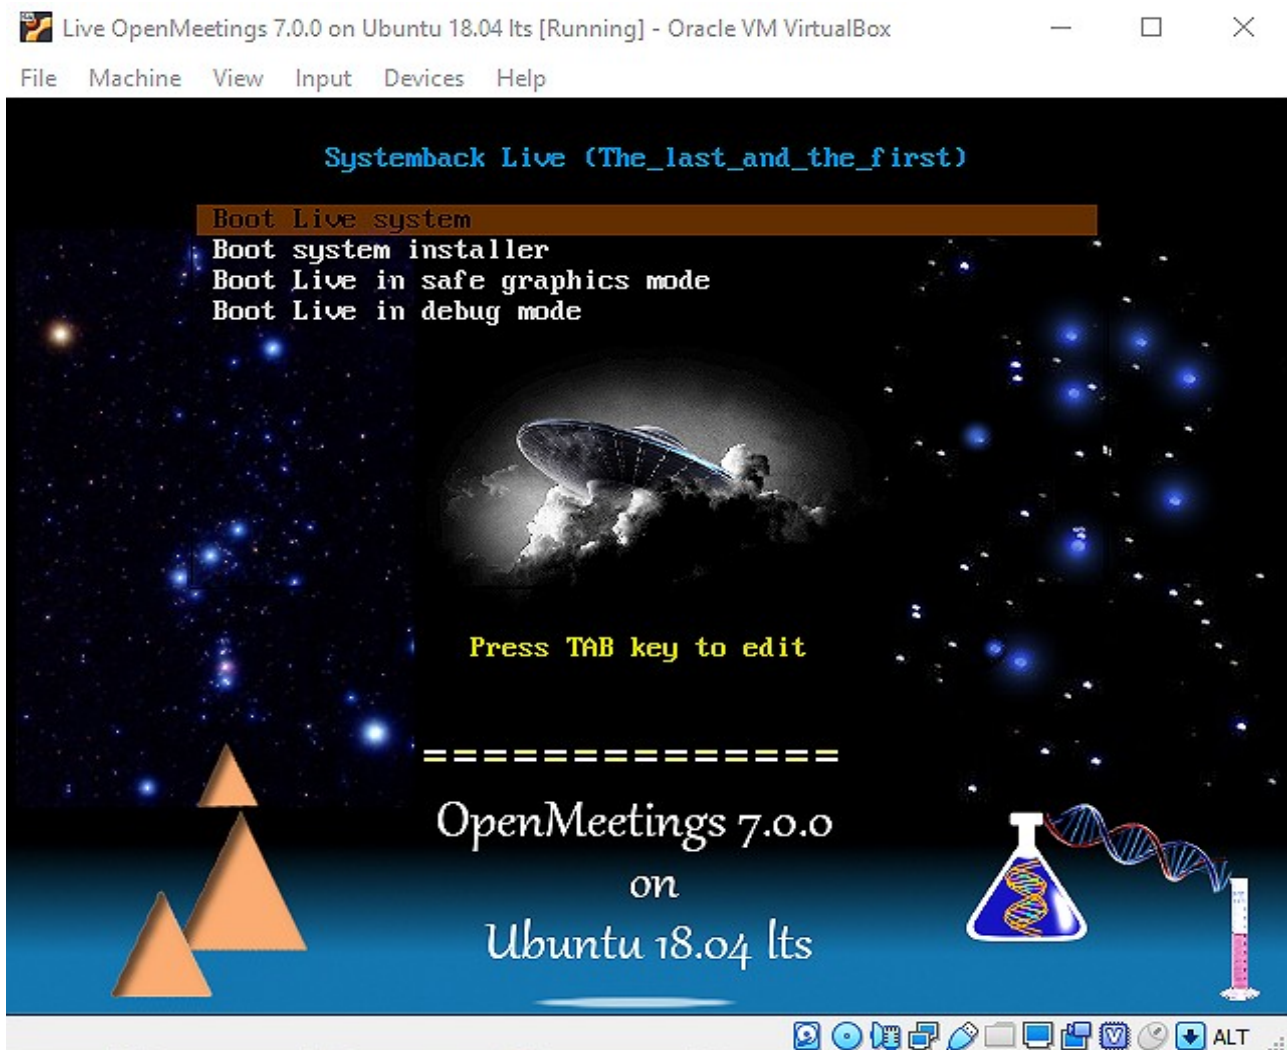 Live OpenMeetings 7.0.0 on Ubuntu 18.04 lts [Running] - Oracle VM VirtualBox
File Machine View Input Devices Help
Systemback Live (The_last_and_the_first)
Boot Live system
Boot system installer
Boot Live in safe graphics mode
Boot Live in debug mode
Press TAB key to edit
==============
OpenMeetings 7.0.0
on
Ubuntu 18.04 lts
ALT